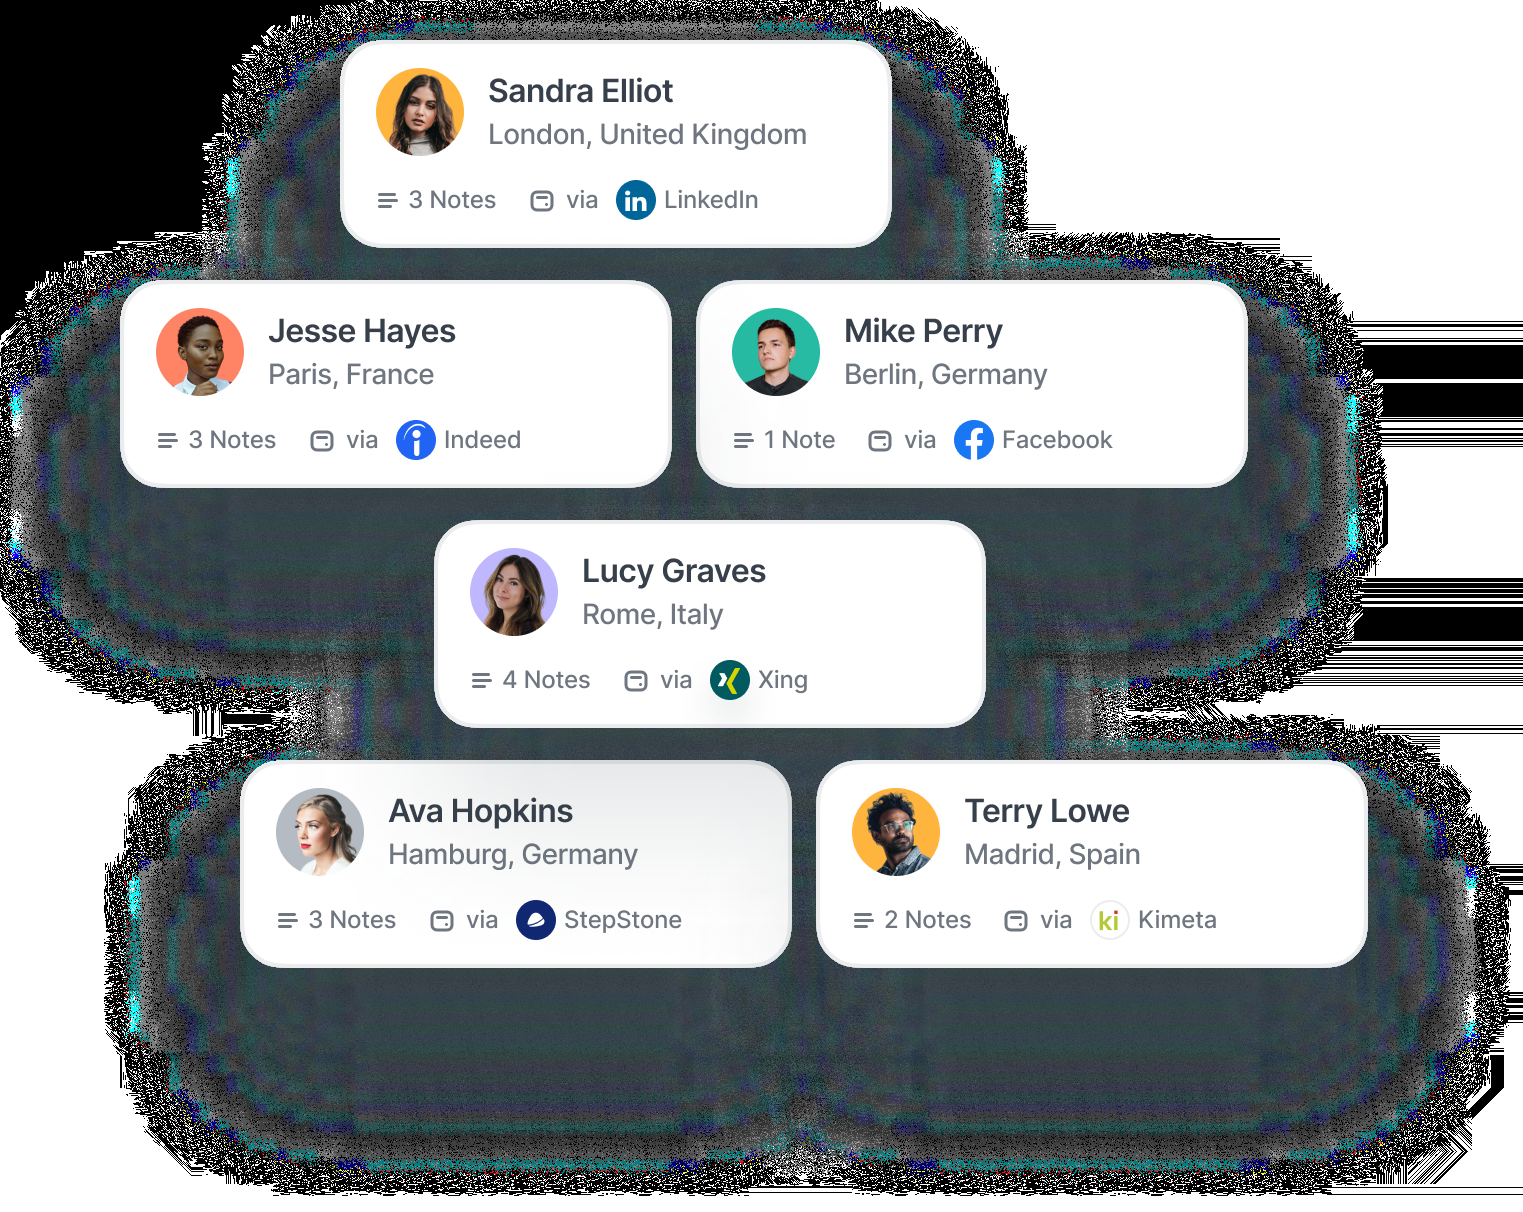 Sandra Elliot
London, United Kingdom
3 Notes via in LinkedIn
Jesse Hayes
Paris, France
3 Notes via Indeed
Mike Perry
Berlin, Germany
1 Note via Facebook
Lucy Graves
Rome, Italy
4 Notes via Xing
Ava Hopkins
Hamburg, Germany
3 Notes via StepStone
Terry Lowe
Madrid, Spain
2 Notes via ki Kimeta